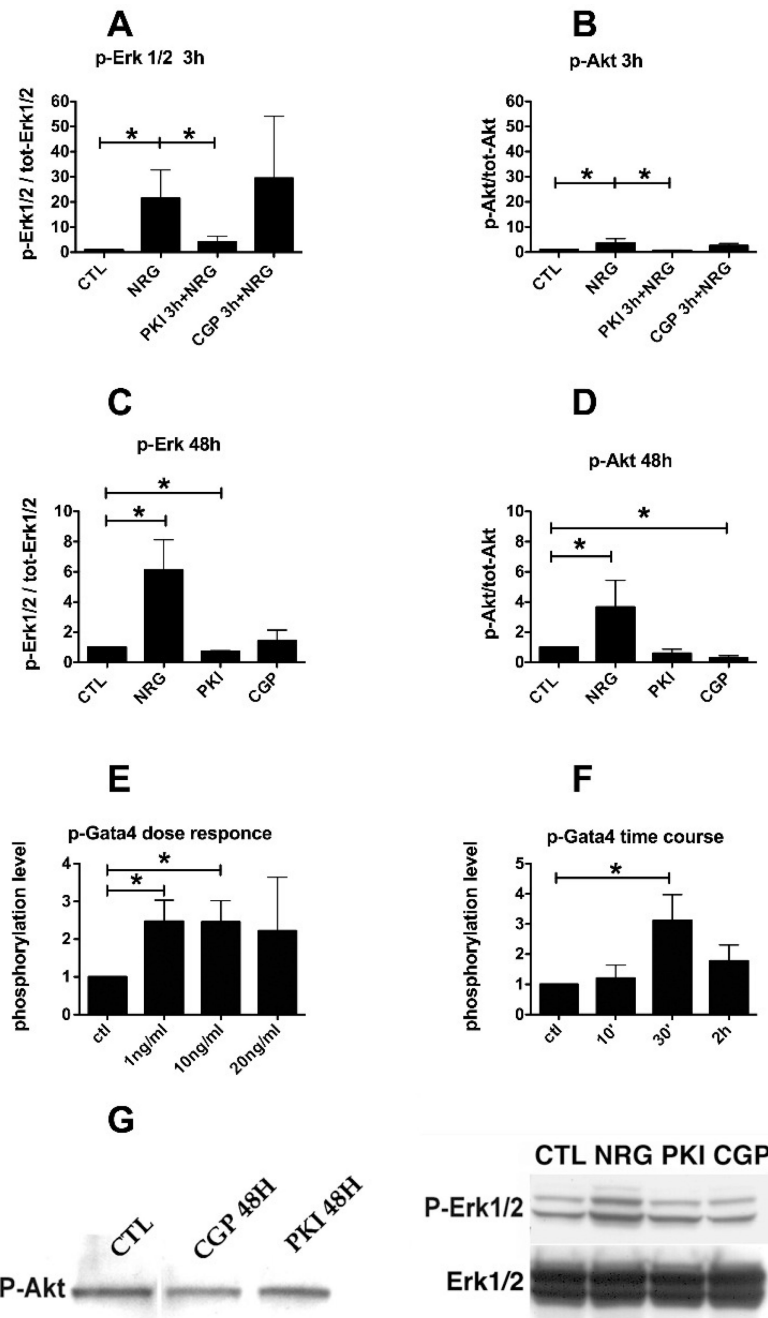 A
p-Erk 1/2 3h
p-Erk1/2 / tot-Erk1/2
60
50
40
30
20
10
0
*
*
CTL
NRG
PKI 3h+NRG
CGP 3h+NRG
B
p-Akt 3h
p-Akt/tot-Akt
60
50
40
30
20
10
0
*
*
CTL
NRG
PKI 3h+NRG
CGP 3h+NRG
C
p-Erk 48h
p-Erk1/2 / tot-Erk1/2
10
8
6
4
2
0
*
*
CTL
NRG
PKI
CGP
D
p-Akt 48h
p-Akt/tot-Akt
10
8
6
4
2
0
*
*
CTL
NRG
PKI
CGP
E
p-Gata4 dose responce
phosphorylation level
4
3
2
1
0
*
*
ctl
1ng/ml
10ng/ml
20ng/ml
F
p-Gata4 time course
phosphorylation level
5
4
3
2
1
0
*
ctl
10'
30'
2h
G
CTL
CGP 48H
PKI 48H
P-Akt
CTL NRG PKI CGP
P-Erk1/2
Erk1/2